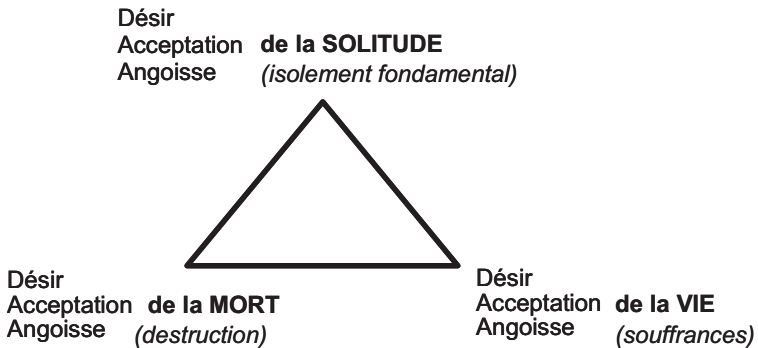 Désir
Acceptation de la SOLITUDE
Angoisse (isolement fondamental)
Désir
Acceptation de la MORT
Angoisse (destruction)
Désir
Acceptation de la VIE
Angoisse (souffrances)